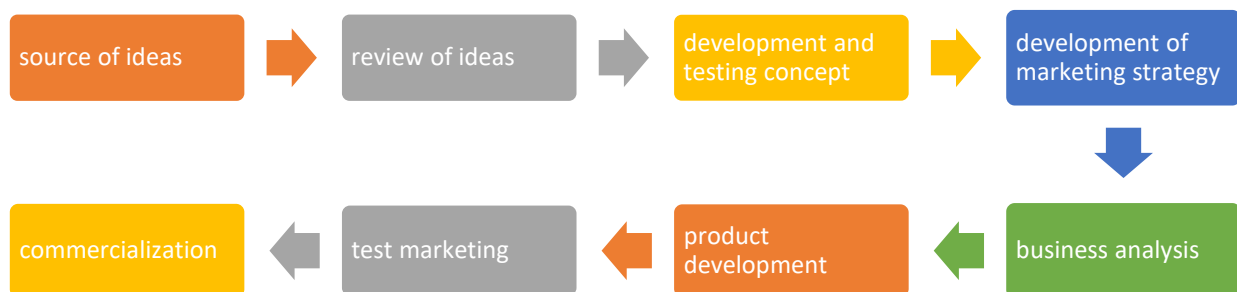 source of ideas
review of ideas
development and
testing concept
development of
marketing strategy
business analysis
product
development
test marketing
commercialization